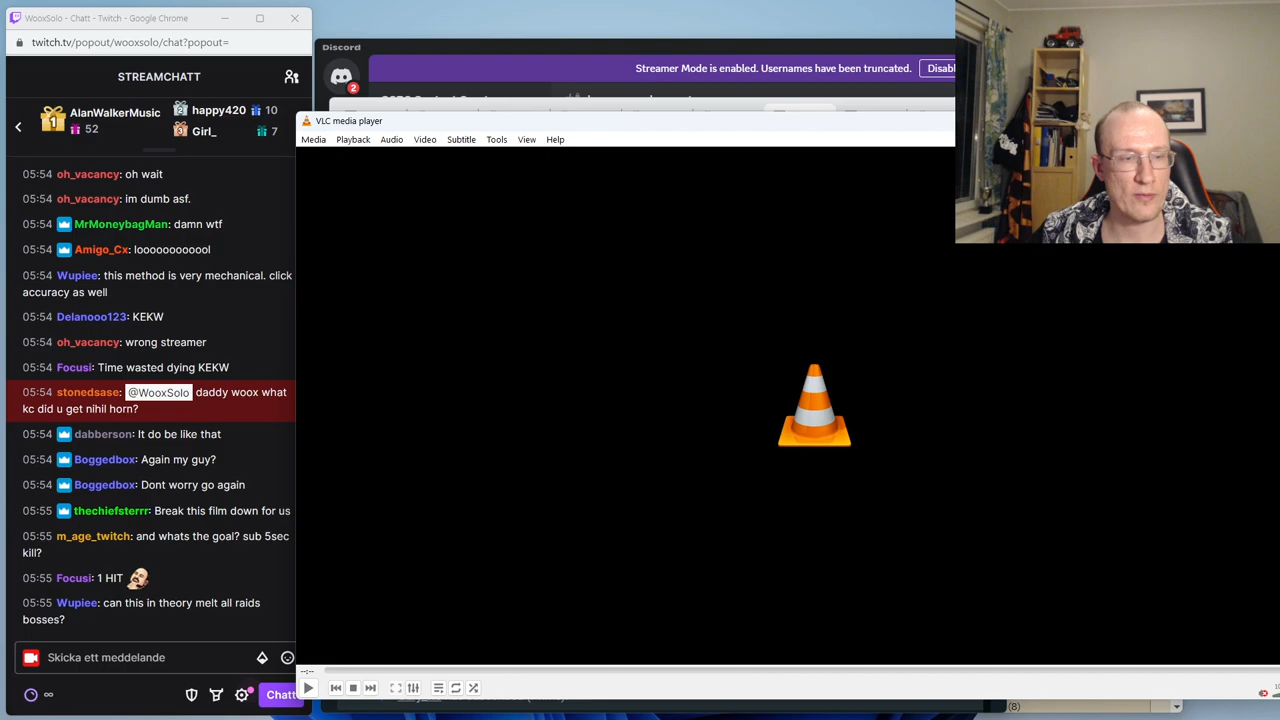 WooxSolo - Chatt - Twitch - Google Chrome
twitch.tv/popout/wooxsolo/chat?popout=
STREAMCHATT
1 AlanWalkerMusic 52
2 happy420 10
3 Girl_ 7
05:54 oh_vacancy: oh wait
05:54 oh_vacancy: im dumb asf.
05:54 MrMoneybagMan: damn wtf
05:54 Amigo_Cx: looooooooooool
05:54 Wupiee: this method is very mechanical. click
accuracy as well
05:54 Delanooo123: KEKW
05:54 oh_vacancy: wrong streamer
05:54 Focusi: Time wasted dying KEKW
05:54 stonedsase: @WooxSolo daddy woox what
kc did u get nihil horn?
05:54 dabberson: It do be like that
05:54 Boggedbox: Again my guy?
05:54 Boggedbox: Dont worry go again
05:55 thechiefsterrr: Break this film down for us
05:55 m_age_twitch: and whats the goal? sub 5sec
kill?
05:55 Focusi: 1 HIT
05:55 Wupiee: can this in theory melt all raids
bosses?
Skicka ett meddelande
Chatt
Discord
2
Streamer Mode is enabled. Usernames have been truncated.
Disabl
VLC media player
Media Playback Audio Video Subtitle Tools View Help
--:--
10
(8)